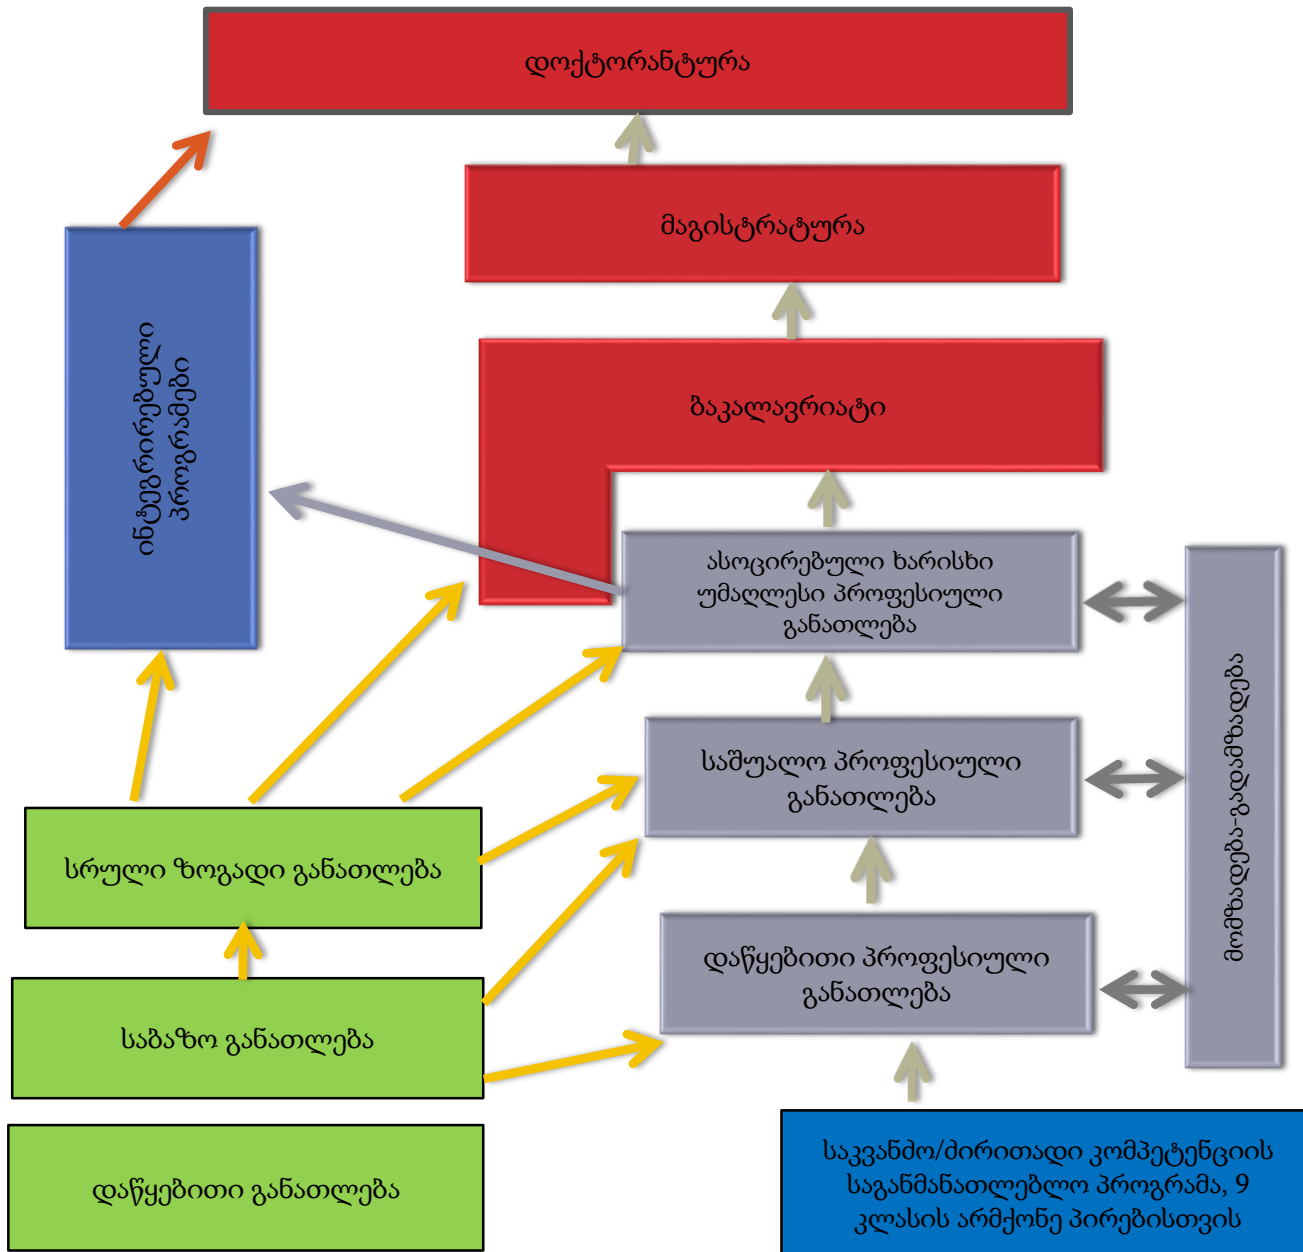 დოქტორანტურა
მაგისტრატურა
ინტეგრირებული
პროგრამები
ბაკალავრიატი
ასოცირებული ხარისხი
უმაღლესი პროფესიული
განათლება
მომზადება-გადამზადება
საშუალო პროფესიული
განათლება
სრული ზოგადი განათლება
დაწყებითი პროფესიული
განათლება
საბაზო განათლება
დაწყებითი განათლება
საკვანძო/ძირითადი კომპეტენციის
საგანმანათლებლო პროგრამა, 9
კლასის არმქონე პირებისთვის